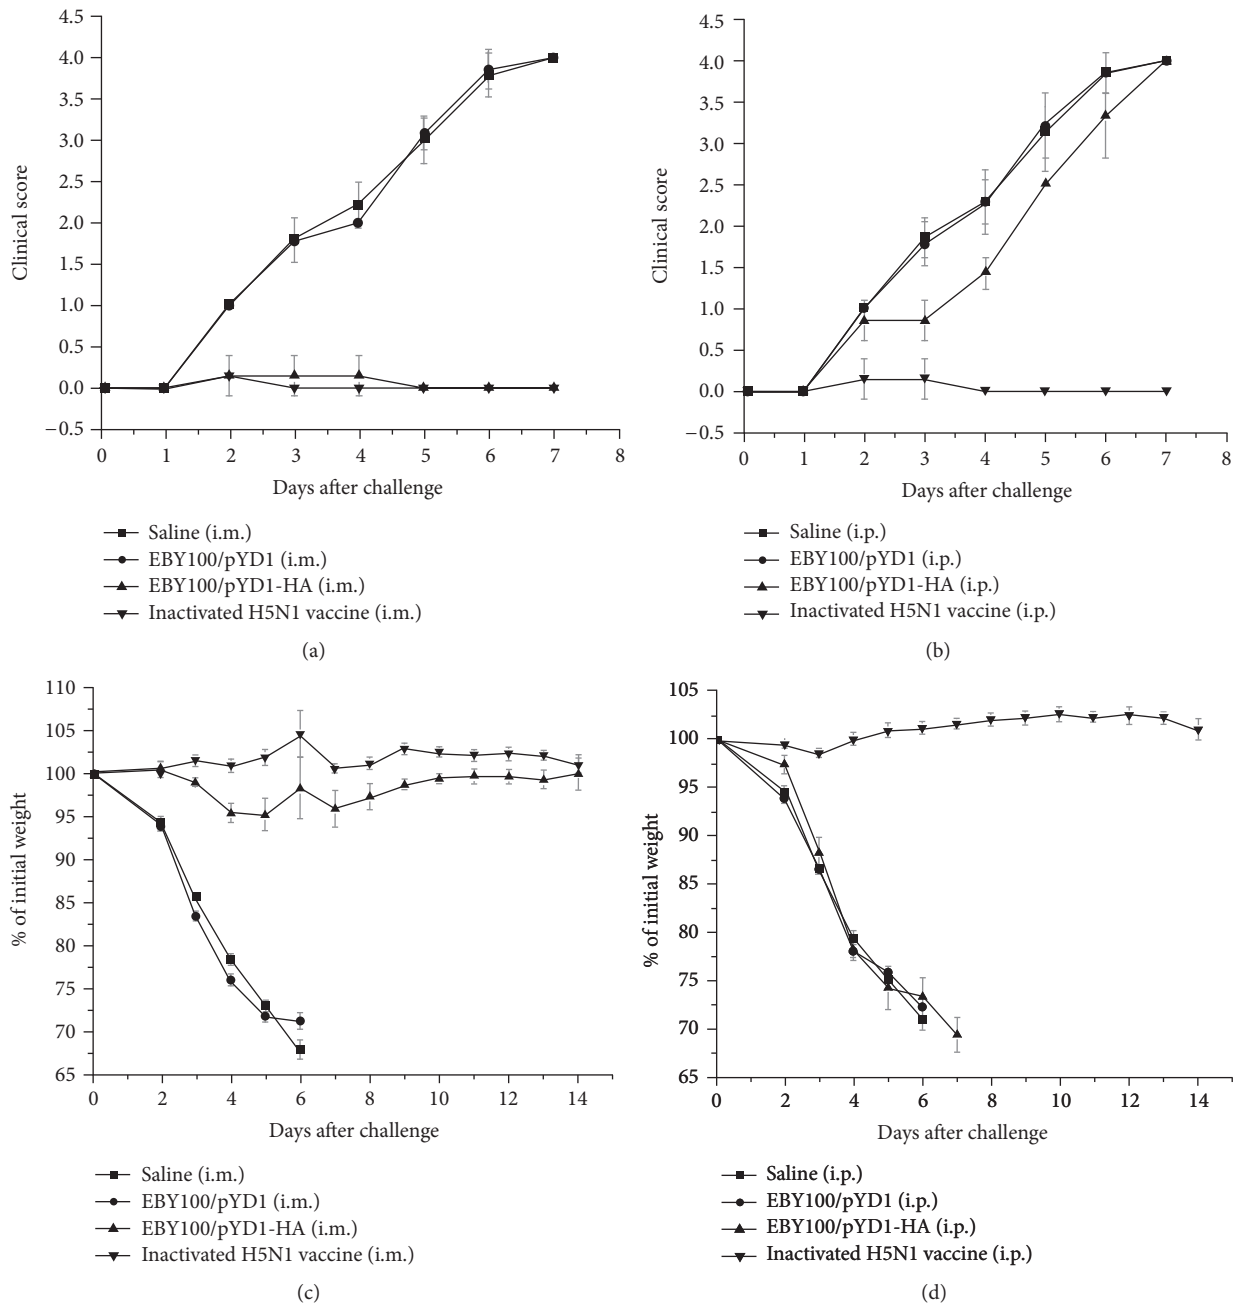 4.5
4.0
3.5
3.0
2.5
2.0
1.5
1.0
0.5
0.0
−0.5
Clinical score
0 1 2 3 4 5 6 7 8
Days after challenge
Saline (i.m.)
EBY100/pYD1 (i.m.)
EBY100/pYD1-HA (i.m.)
Inactivated H5N1 vaccine (i.m.)
(a)
4.5
4.0
3.5
3.0
2.5
2.0
1.5
1.0
0.5
0.0
−0.5
Clinical score
0 1 2 3 4 5 6 7 8
Days after challenge
Saline (i.p.)
EBY100/pYD1 (i.p.)
EBY100/pYD1-HA (i.p.)
Inactivated H5N1 vaccine (i.p.)
(b)
110
105
100
95
90
85
80
75
70
65
% of initial weight
0 2 4 6 8 10 12 14
Days after challenge
Saline (i.m.)
EBY100/pYD1 (i.m.)
EBY100/pYD1-HA (i.m.)
Inactivated H5N1 vaccine (i.m.)
(c)
105
100
95
90
85
80
75
70
65
% of initial weight
0 2 4 6 8 10 12 14
Days after challenge
Saline (i.p.)
EBY100/pYD1 (i.p.)
EBY100/pYD1-HA (i.p.)
Inactivated H5N1 vaccine (i.p.)
(d)